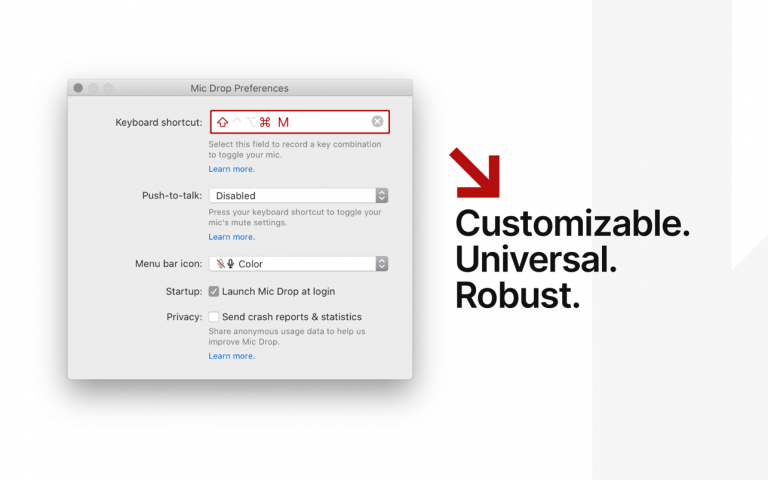 Mic Drop Preferences
Keyboard shortcut: ⇧⌃⌥⌘ M
Select this field to record a key combination
to toggle your mic.
Learn more.
Push-to-talk: Disabled
Press your keyboard shortcut to toggle your
mic's mute settings.
Learn more.
Menu bar icon: Color
Startup: Launch Mic Drop at login
Privacy: Send crash reports & statistics
Share anonymous usage data to help us
improve Mic Drop.
Learn more.
Customizable.
Universal.
Robust.